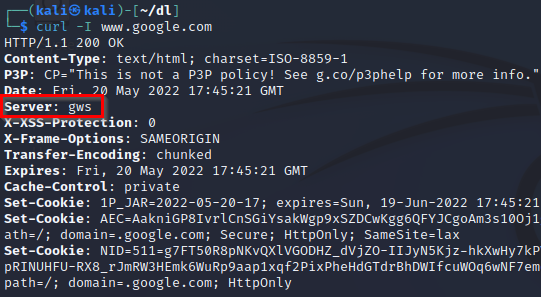 ┌──(kali㉿kali)-[~/dl]
└─$ curl -I www.google.com
HTTP/1.1 200 OK
Content-Type: text/html; charset=ISO-8859-1
P3P: CP="This is not a P3P policy! See g.co/p3phelp for more info."
Date: Fri, 20 May 2022 17:45:21 GMT
Server: gws
X-XSS-Protection: 0
X-Frame-Options: SAMEORIGIN
Transfer-Encoding: chunked
Expires: Fri, 20 May 2022 17:45:21 GMT
Cache-Control: private
Set-Cookie: 1P_JAR=2022-05-20-17; expires=Sun, 19-Jun-2022 17:45:21
Set-Cookie: AEC=AakniGP8IvrlCnSGiYsakWgp9xSZDCwKgg6QFYJCgoAm3s10Oj1
ath=/; domain=.google.com; Secure; HttpOnly; SameSite=lax
Set-Cookie: NID=511=g7FT50R8pNKvQXlVGODHZ_dVjZO-IIJyN5Kjz-hkXwHy7kP
pRINUHFU-RX8_rJmRW3HEmk6WuRp9aap1xqf2PixPheHdGTdrBhDWIfcuWOq6wNF7em
path=/; domain=.google.com; HttpOnly